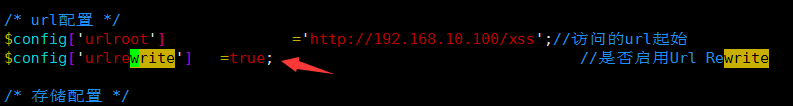 /* url配置 */
$config['urlroot'] ='http://192.168.10.100/xss';//访问的url起始
$config['urlrewrite'] =true; //是否启用Url Rewrite
/* 存储配置 */